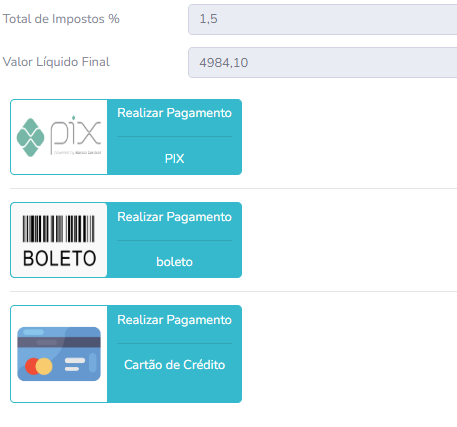 Total de Impostos %
1,5
Valor Líquido Final
4984,10
pix
Realizar Pagamento
PIX
BOLETO
Realizar Pagamento
boleto
Realizar Pagamento
Cartão de Crédito